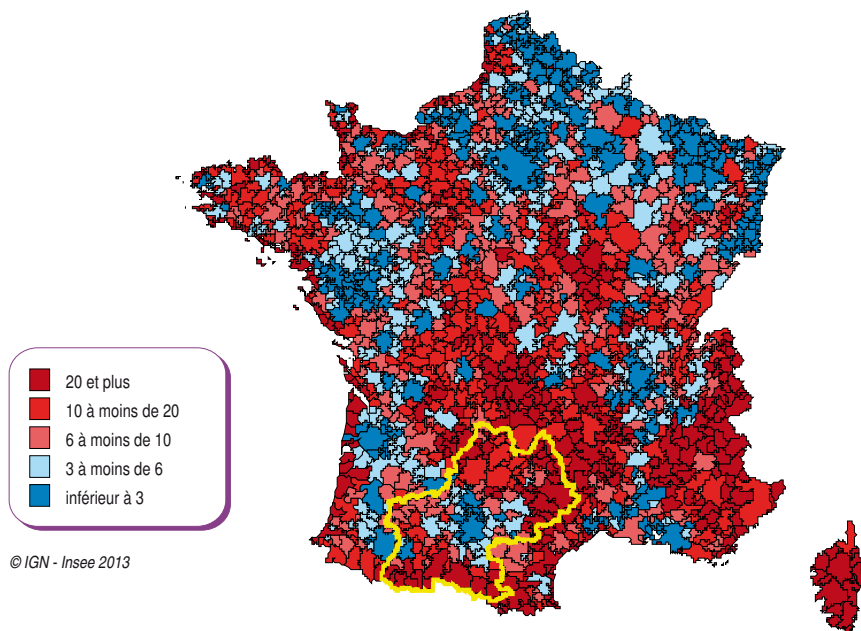 20 et plus
10 à moins de 20
6 à moins de 10
3 à moins de 6
inférieur à 3
© IGN - Insee 2013